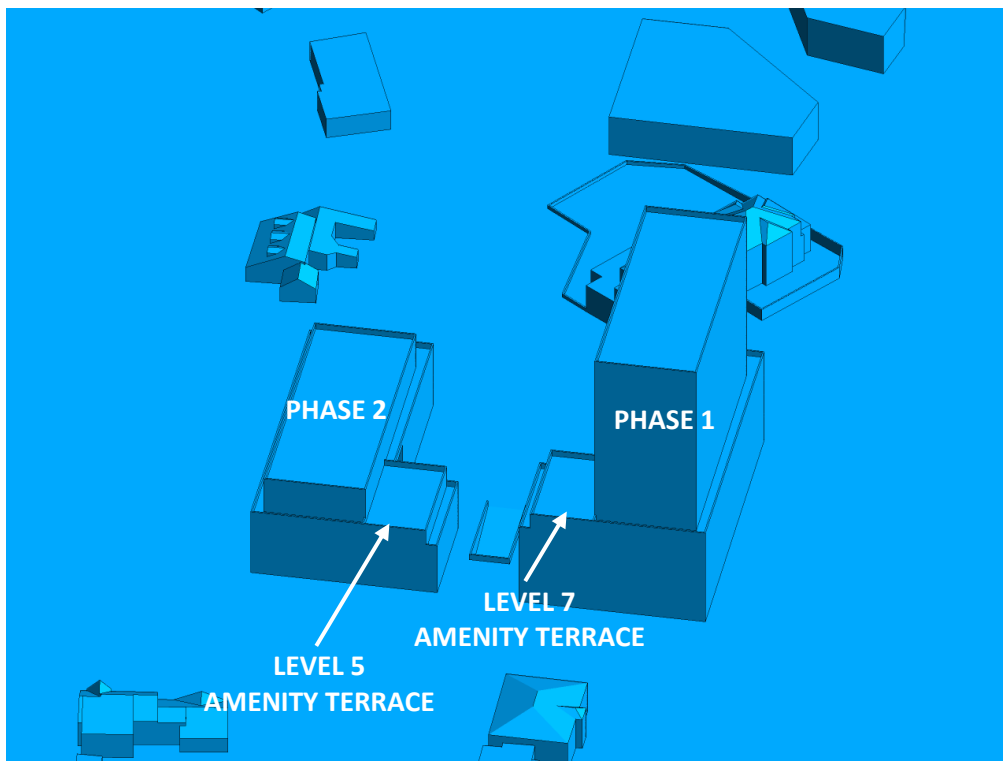 PHASE 2
PHASE 1
LEVEL 7
AMENITY TERRACE
LEVEL 5
AMENITY TERRACE